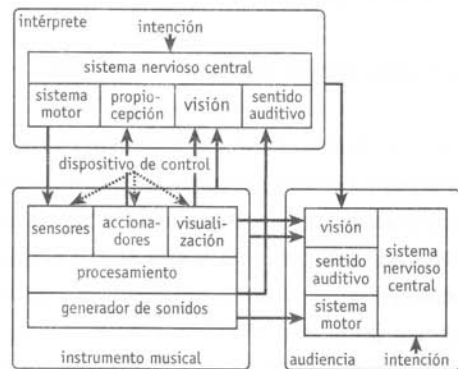 intérprete
intención
sistema nervioso central
sistema
motor
propio-
cepción
visión
sentido
auditivo
dispositivo de control
sensores
acciona-
dores
visuali-
zación
procesamiento
generador de sonidos
instrumento musical
visión
sentido
auditivo
sistema
motor
sistema
nervioso
central
audiencia
intención